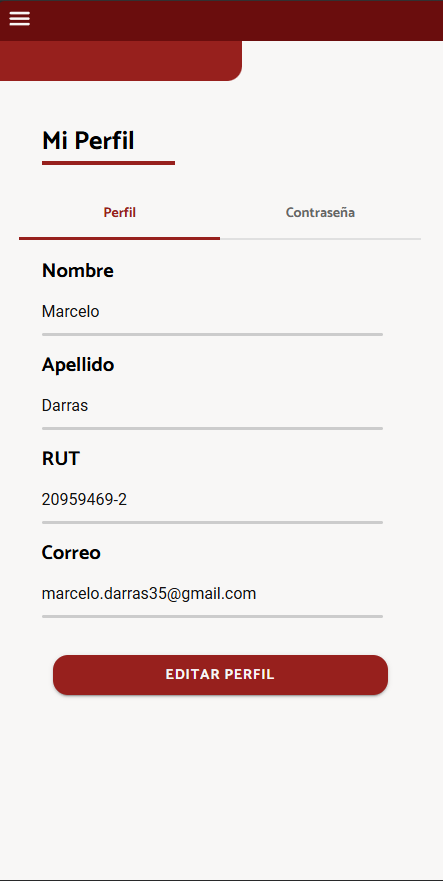 Mi Perfil
Perfil
Contraseña
Nombre
Marcelo
Apellido
Darras
RUT
20959469-2
Correo
marcelo.darras35@gmail.com
EDITAR PERFIL